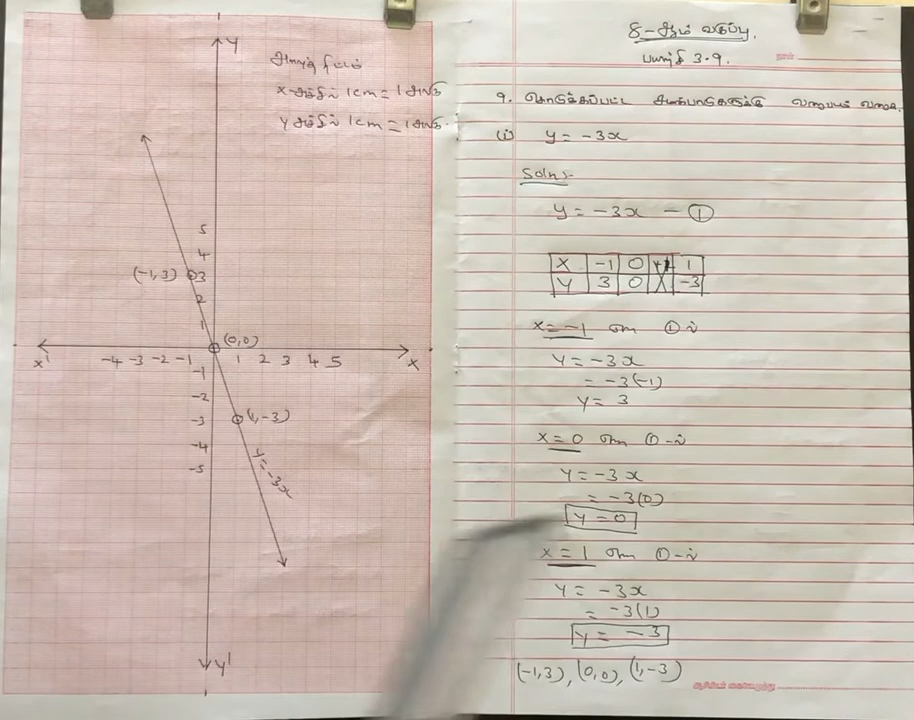 Y
அளவுத் திட்டம்
X அச்சில் 1cm = 1 அலகு
Y அச்சில் 1cm = 1 அலகு
5
4
(-1,3) 3
2
1
(0,0)
X' -4 -3 -2 -1 1 2 3 4 5 X
-1
-2
-3 (1,-3)
-4
y = -3x
-5
Y'
8-ஆம் வகுப்பு.
பயிற்சி 3.9.
9. கொடுக்கப்பட்ட சமன்பாடுகளுக்கு வரைபடம் வரைக.
(i) y = -3x
Soln:-
y = -3x - ①
X -1 0 1
Y 3 0 -3
x = -1 என ①ல்
y = -3x
= -3(-1)
y = 3
x = 0 என ①-ல்
y = -3x
= -3(0)
y = 0
x = 1 என ①-ல்
y = -3x
= -3(1)
y = -3
(-1,3), (0,0), (1,-3)